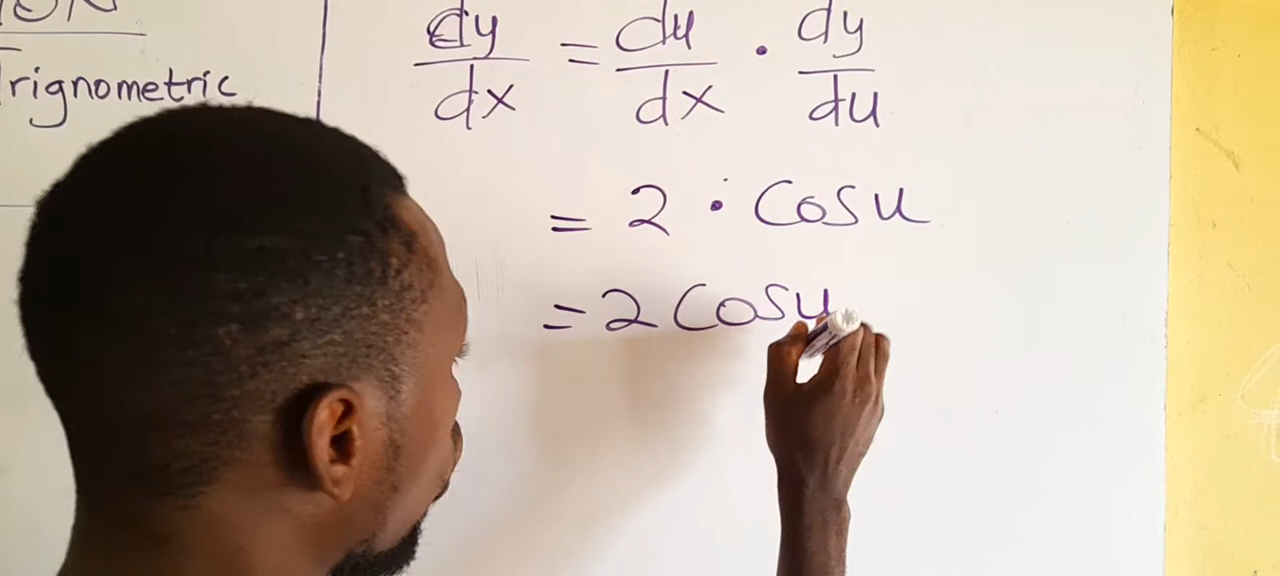 Trignometric
dy/dx = du/dx · dy/du
= 2 · Cosu
= 2 Cosu